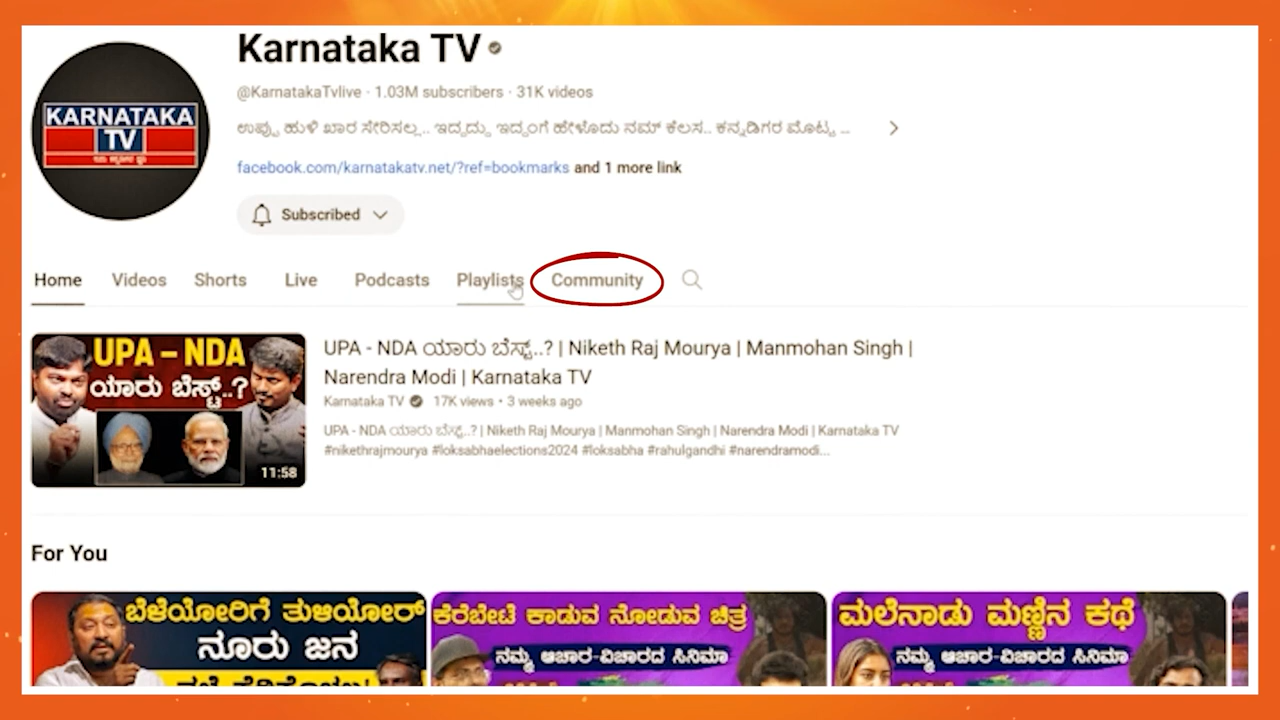 Karnataka TV
KARNATAKA
TV
@KarnatakaTvlive · 1.03M subscribers · 31K videos
ಉಪ್ಪು ಹುಳಿ ಖಾರ ಸೇರಿಸಲ್ಲ.. ಇದ್ದದ್ದು ಇದ್ದಂಗೆ ಹೇಳೋದು ನಮ್ ಕೆಲಸ.. ಕನ್ನಡಿಗರ ಮೊಟ್ಟ ...
facebook.com/karnatakatv.net/?ref=bookmarks and 1 more link
Subscribed
Home Videos Shorts Live Podcasts Playlists Community
UPA – NDA
ಯಾರು ಬೆಸ್ಟ್..?
11:58
UPA - NDA ಯಾರು ಬೆಸ್ಟ್..? | Niketh Raj Mourya | Manmohan Singh |
Narendra Modi | Karnataka TV
Karnataka TV 17K views • 3 weeks ago
UPA - NDA ಯಾರು ಬೆಸ್ಟ್..? | Niketh Raj Mourya | Manmohan Singh | Narendra Modi | Karnataka TV
#nikethrajmourya #loksabhaelections2024 #loksabha #rahulgandhi #narendramodi...
For You
ಬೆಳೆಯೋರಿಗೆ ತುಳಿಯೋರ್
ನೂರು ಜನ
ಕೆರೆಬೇಟೆ ಕಾಡುವ ನೋಡುವ ಚಿತ್ರ
ನಮ್ಮ ಆಚಾರ-ವಿಚಾರದ ಸಿನಿಮಾ
ಮಲೆನಾಡು ಮಣ್ಣಿನ ಕಥೆ
ನಮ್ಮ ಆಚಾರ-ವಿಚಾರದ ಸಿನಿಮಾ